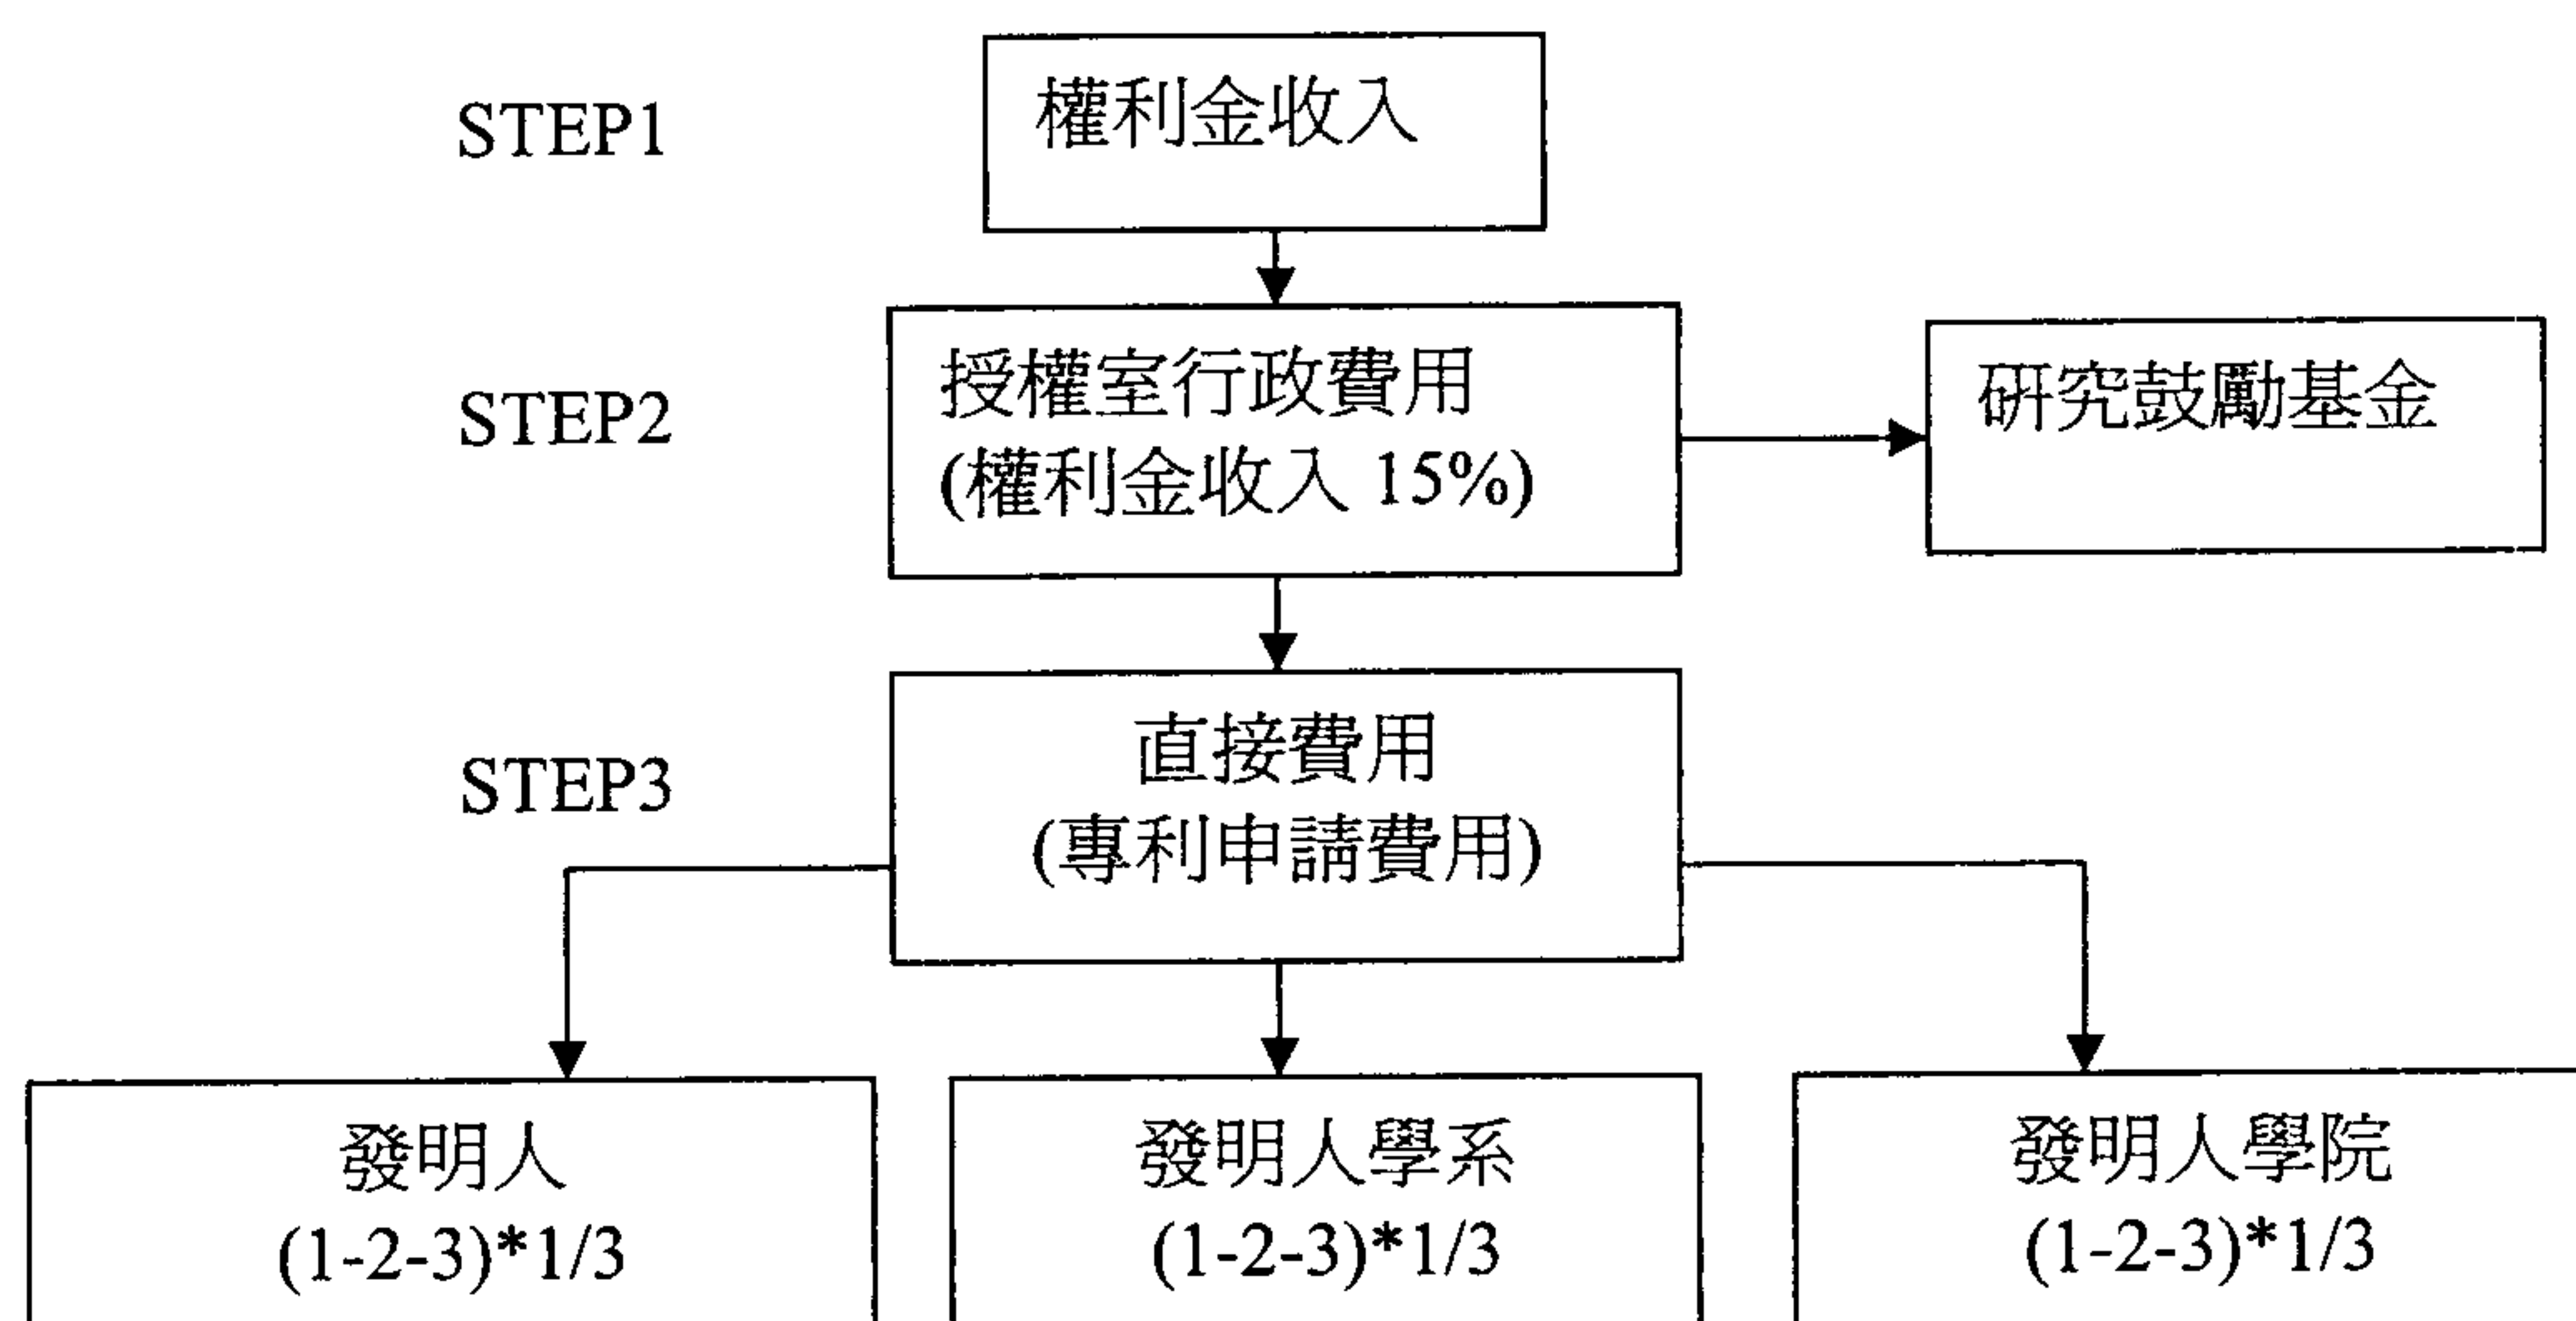 STEP1
權利金收入
STEP2
授權室行政費用
(權利金收入 15%)
研究鼓勵基金
STEP3
直接費用
(專利申請費用)
發明人
(1-2-3)*1/3
發明人學系
(1-2-3)*1/3
發明人學院
(1-2-3)*1/3